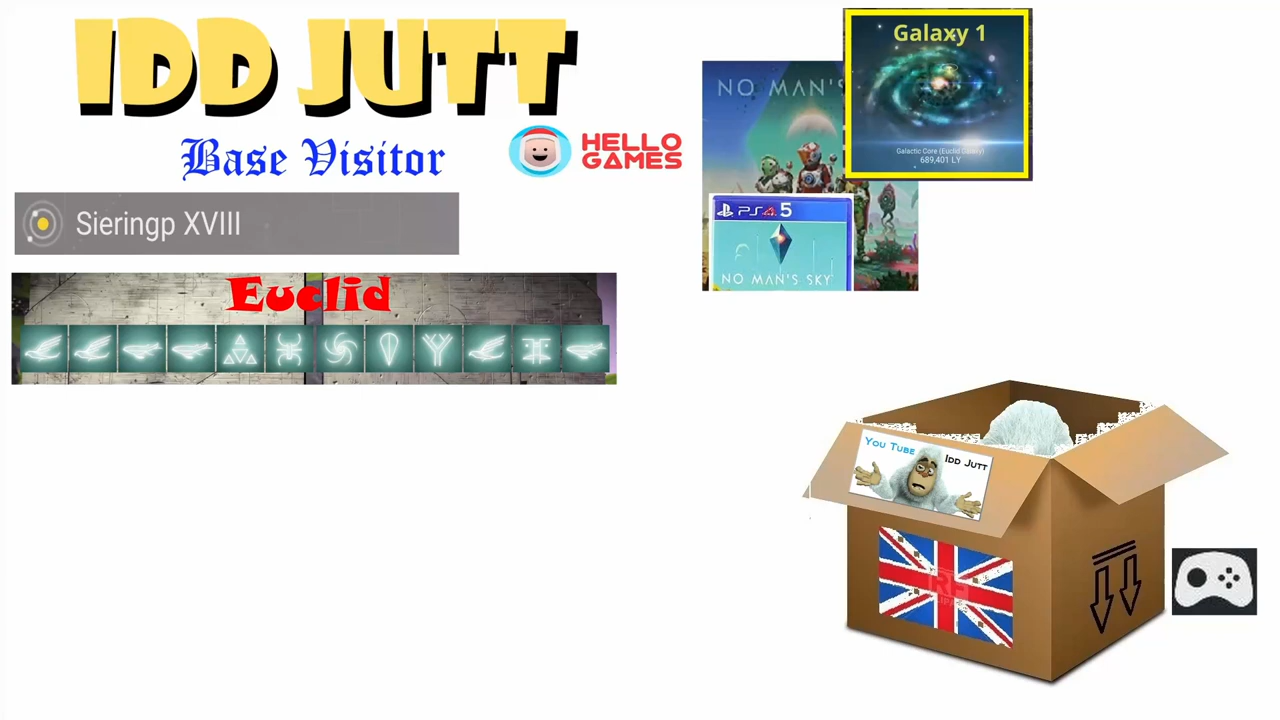 IDD JUTT
Base Visitor
HELLO
GAMES
Sieringp XVIII
Euclid
NO MAN'S
Galaxy 1
Galactic Core (Euclid Galaxy)
689,401 LY
PS4 5
NO MAN'S SKY
You Tube
Idd Jutt